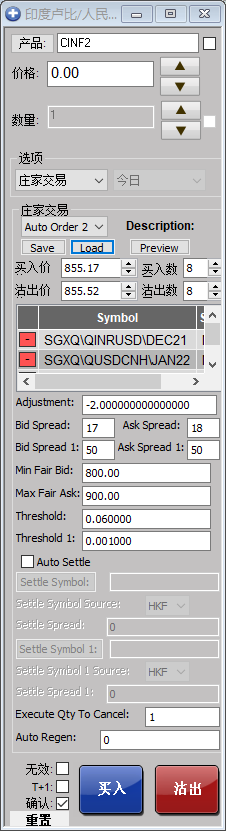 印度卢比/人民...
产品: CINF2
价格: 0.00
数量: 1
选项
庄家交易 今日
庄家交易
Auto Order 2 Description:
Save Load Preview
买入价 855.17 买入数 8
沽出价 855.52 沽出数 8
Symbol S
- SGXQ\QINRUSD\DEC21
- SGXQ\QUSDCNH\JAN22
Adjustment: -2.000000000000000
Bid Spread: 17 Ask Spread: 18
Bid Spread 1: 50 Ask Spread 1: 50
Min Fair Bid: 800.00
Max Fair Ask: 900.00
Threshold: 0.060000
Threshold 1: 0.001000
Auto Settle
Settle Symbol:
Settle Symbol Source: HKF
Settle Spread: 0
Settle Symbol 1:
Settle Symbol 1 Source: HKF
Settle Spread 1: 0
Execute Qty To Cancel: 1
Auto Regen: 0
无效:
T+1:
确认:
重置
买入 沽出